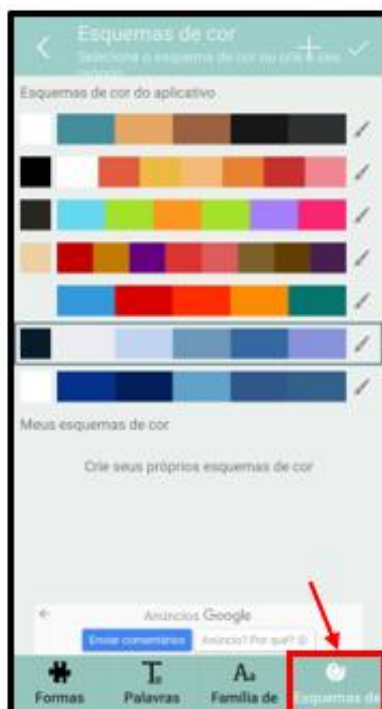 Esquemas de cor
Selecione o esquema de cor ou crie o seu
Esquemas de cor do aplicativo
Meus esquemas de cor
Crie seus próprios esquemas de cor
Anúncios Google
Enviar comentários
Anúncio? Por quê?
Formas
Palavras
Família de
Esquemas de